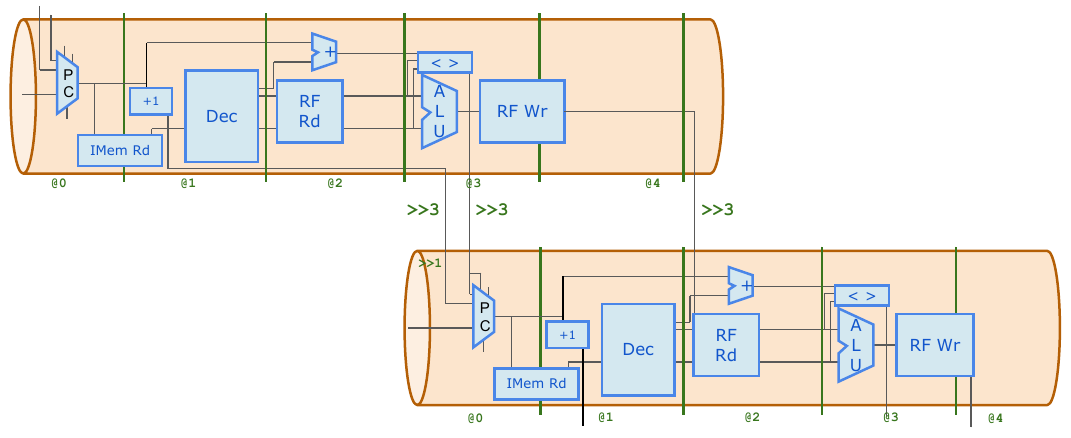 P
C
+1
IMem Rd
Dec
+
RF
Rd
< >
A
L
U
RF Wr
@0
@1
@2
@3
@4
>>3
>>3
>>3
>>1
P
C
+1
IMem Rd
Dec
+
RF
Rd
< >
A
L
U
RF Wr
@0
@1
@2
@3
@4